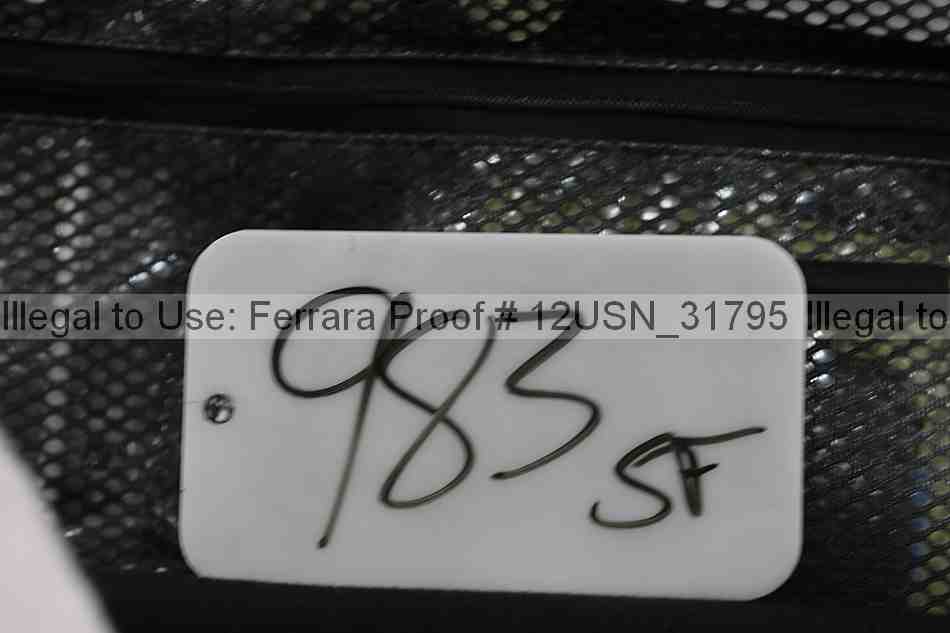 Illegal to Use: Ferrara Proof # 12USN_31795 Illegal to
983
SF